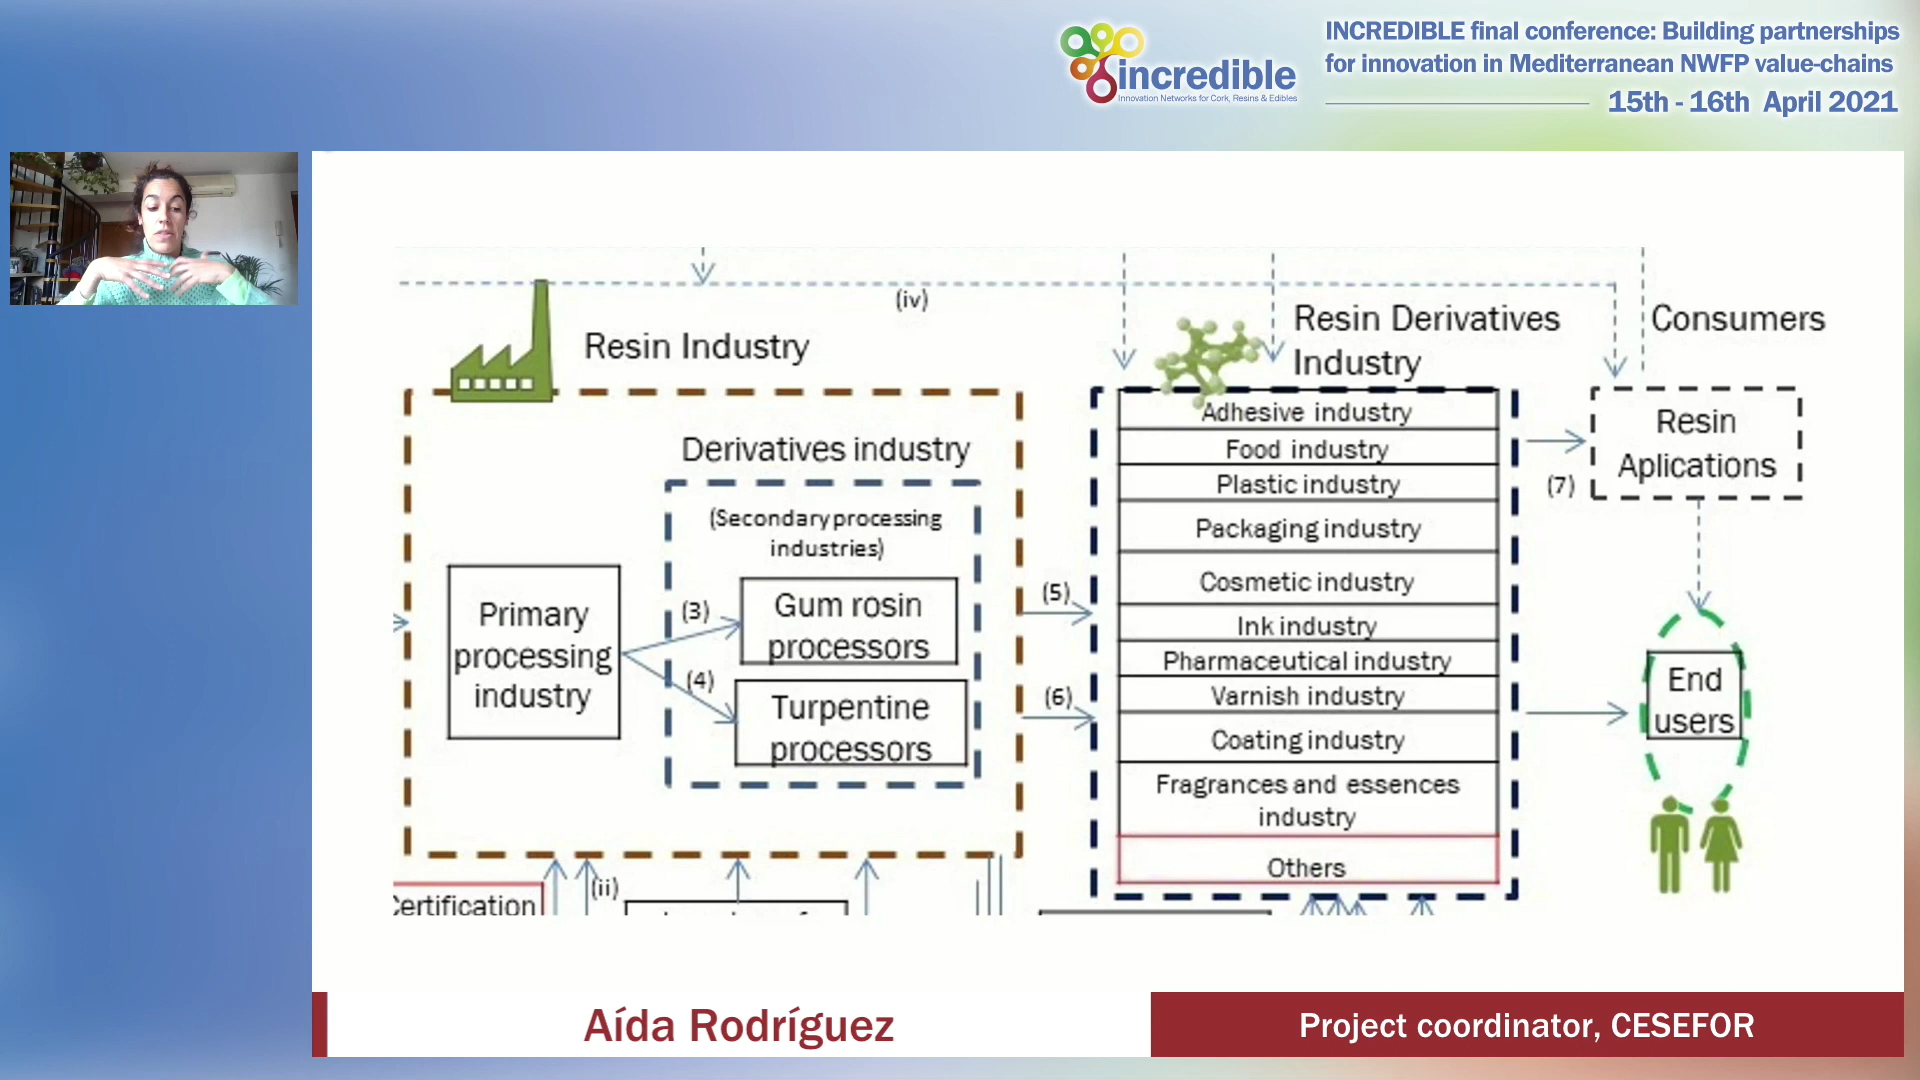 incredible
Innovation Networks for Cork, Resins & Edibles
INCREDIBLE final conference: Building partnerships
for innovation in Mediterranean NWFP value-chains
15th - 16th April 2021
(iv)
Resin Industry
Resin Derivatives
Industry
Consumers
Derivatives industry
(Secondary processing
industries)
Primary
processing
industry
(3)
Gum rosin
processors
(4)
Turpentine
processors
(5)
(6)
Adhesive industry
Food industry
Plastic industry
Packaging industry
Cosmetic industry
Ink industry
Pharmaceutical industry
Varnish industry
Coating industry
Fragrances and essences
industry
Others
(7)
Resin
Aplications
End
users
Certification
(ii)
Aída Rodríguez
Project coordinator, CESEFOR